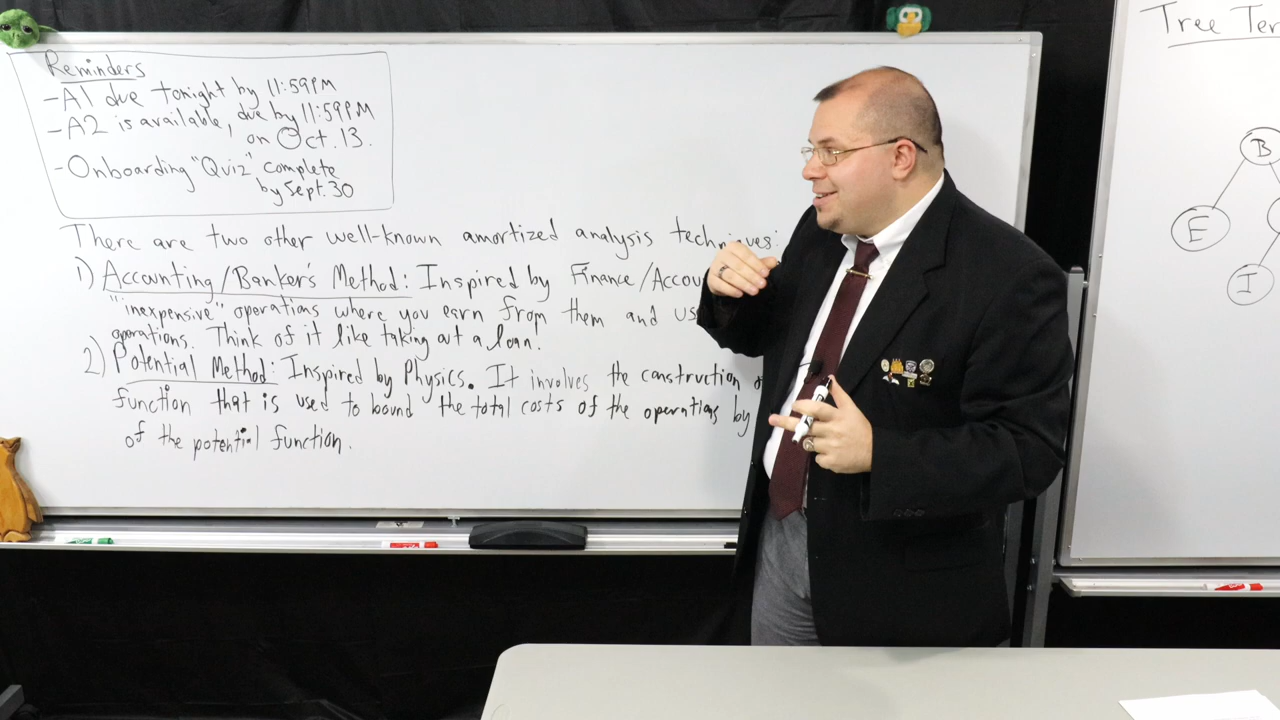 Reminders
- A1 due tonight by 11:59PM
- A2 is available, due by 11:59PM
on Oct. 13.
- Onboarding "Quiz" complete
by Sept. 30
There are two other well-known amortized analysis techniques:
1) Accounting/Banker's Method: Inspired by Finance/Accou
"inexpensive" operations where you earn from them and us
operations. Think of it like taking out a loan.
2) Potential Method: Inspired by Physics. It involves the construction o
function that is used to bound the total costs of the operations by
of the potential function.
Tree Ter
B
E
I